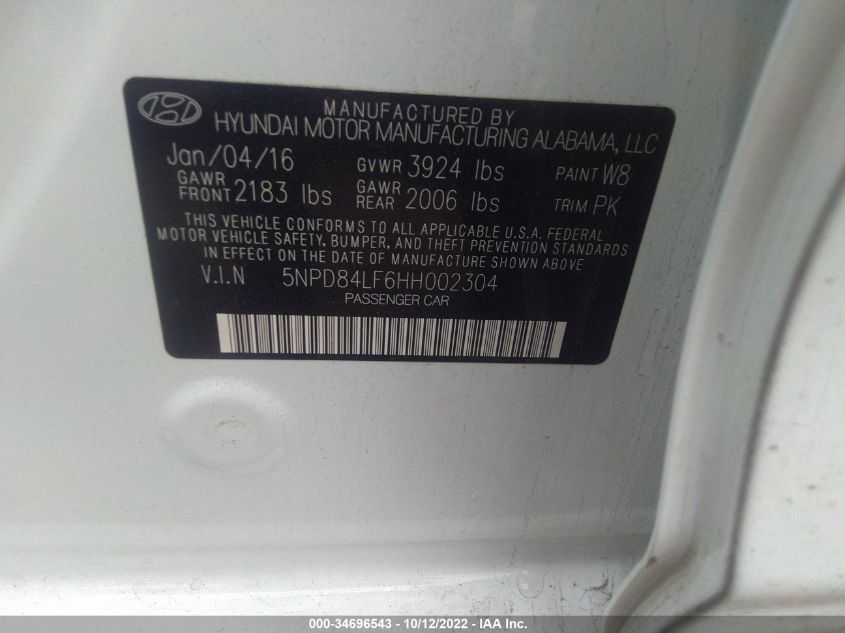 MANUFACTURED BY
HYUNDAI MOTOR MANUFACTURING ALABAMA, LLC
Jan/04/16 GVWR 3924 lbs PAINT W8
GAWR FRONT 2183 lbs GAWR REAR 2006 lbs TRIM PK
THIS VEHICLE CONFORMS TO ALL APPLICABLE U.S.A. FEDERAL
MOTOR VEHICLE SAFETY, BUMPER, AND THEFT PREVENTION STANDARDS
IN EFFECT ON THE DATE OF MANUFACTURE SHOWN ABOVE.
V.I.N 5NPD84LF6HH002304
PASSENGER CAR
000-34696543 - 10/12/2022 - IAA Inc.